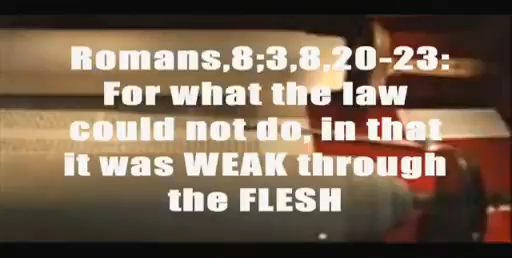 Romans,8;3,8,20-23:
For what the law
could not do, in that
it was WEAK through
the FLESH